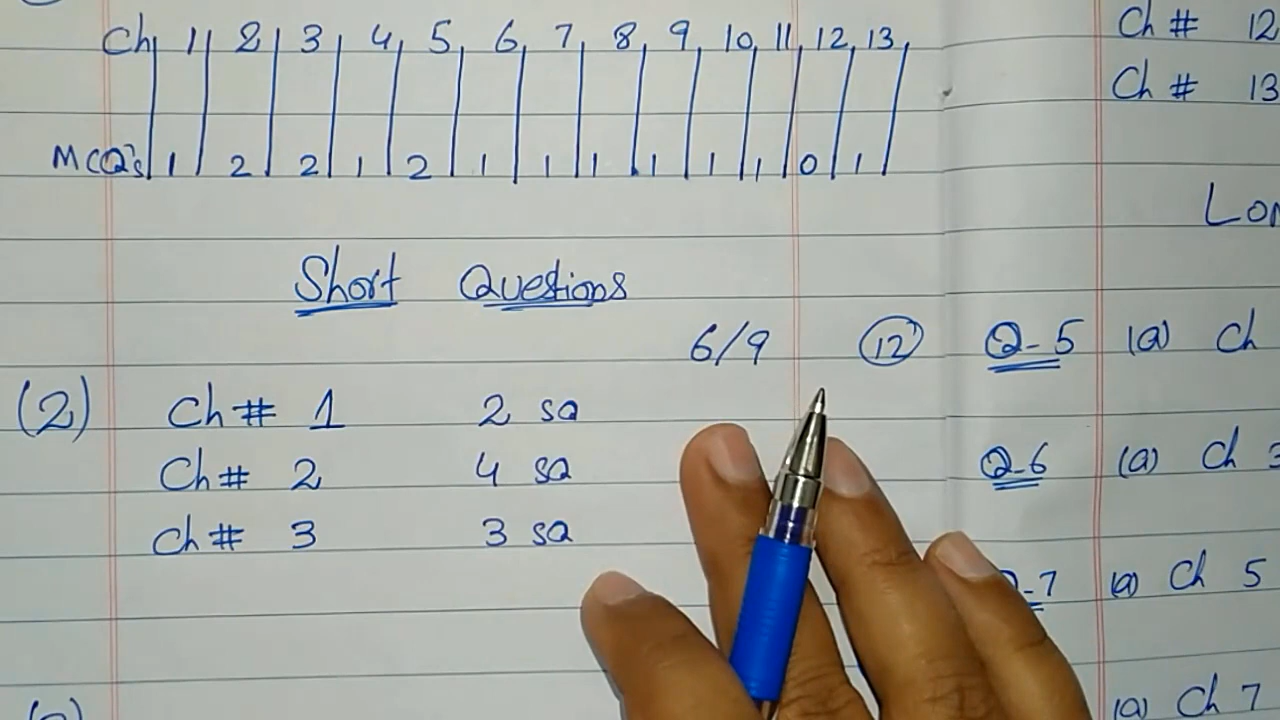 Ch 1 2 3 4 5 6 7 8 9 10 11 12 13
MCQ's 1 2 2 1 2 1 1 1 1 1 1 0 1
Short Questions
6/9 12
(2) Ch # 1 2 SQ
Ch # 2 4 SQ
Ch # 3 3 SQ
Ch # 12
Ch # 13
Q-5 (a) Ch
Q-6 (a) Ch 3
Q-7 (a) Ch 5
(a) Ch 7